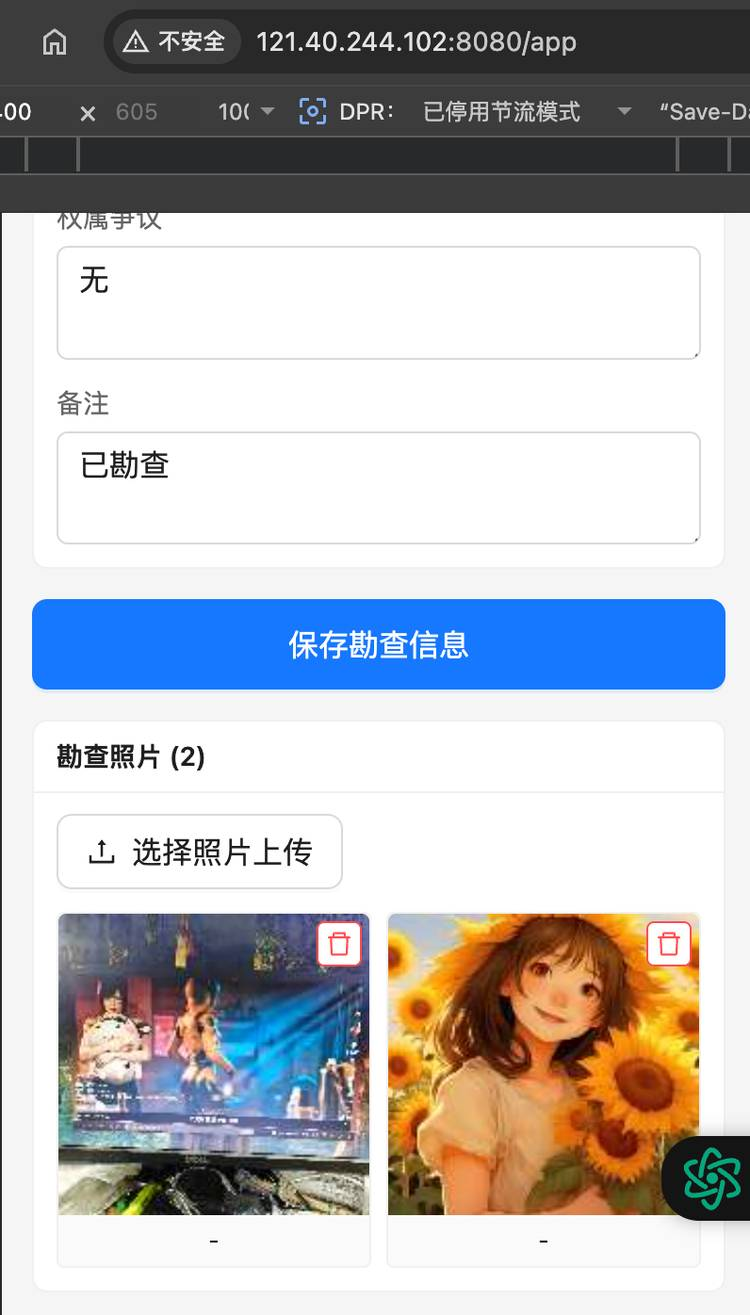 不安全
121.40.244.102:8080/app
400
×
605
100
DPR:
已停用节流模式
“Save-Da
权属争议
无
备注
已勘查
保存勘查信息
勘查照片 (2)
选择照片上传
-
-